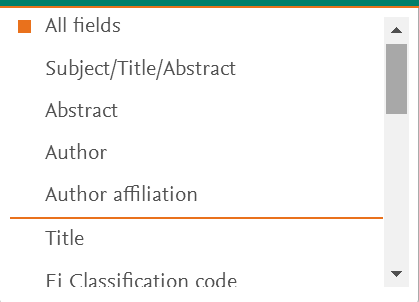 All fields
Subject/Title/Abstract
Abstract
Author
Author affiliation
Title
Ei Classification code